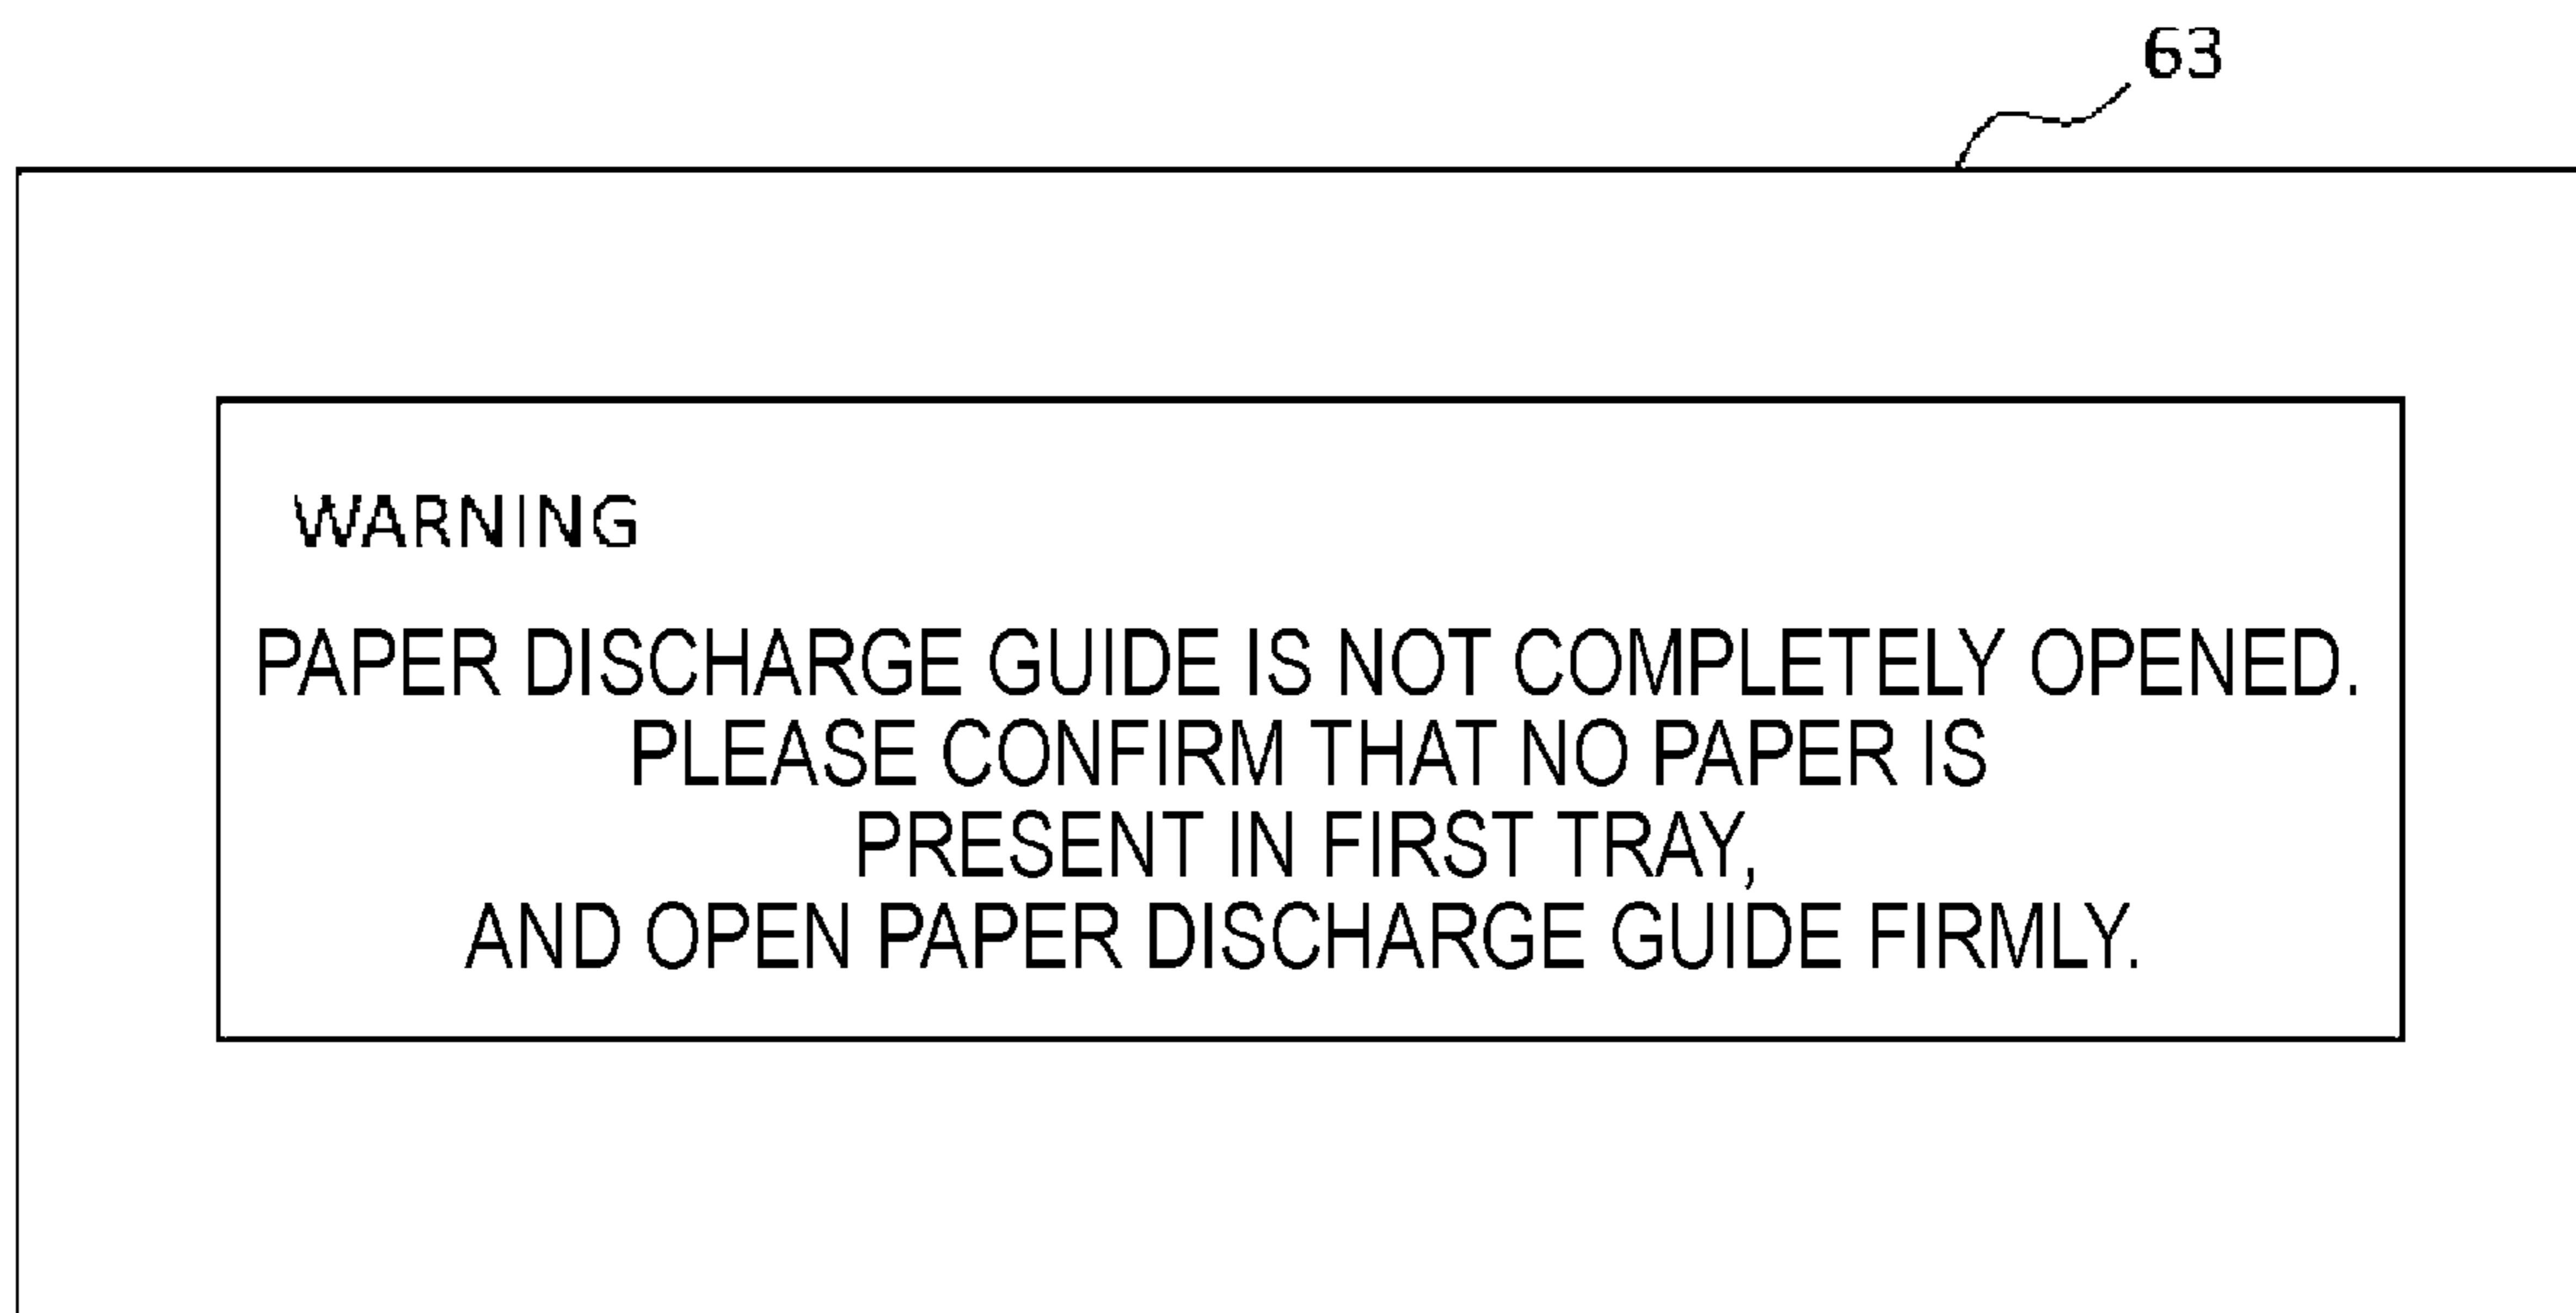 63
WARNING
PAPER DISCHARGE GUIDE IS NOT COMPLETELY OPENED.
PLEASE CONFIRM THAT NO PAPER IS
PRESENT IN FIRST TRAY,
AND OPEN PAPER DISCHARGE GUIDE FIRMLY.